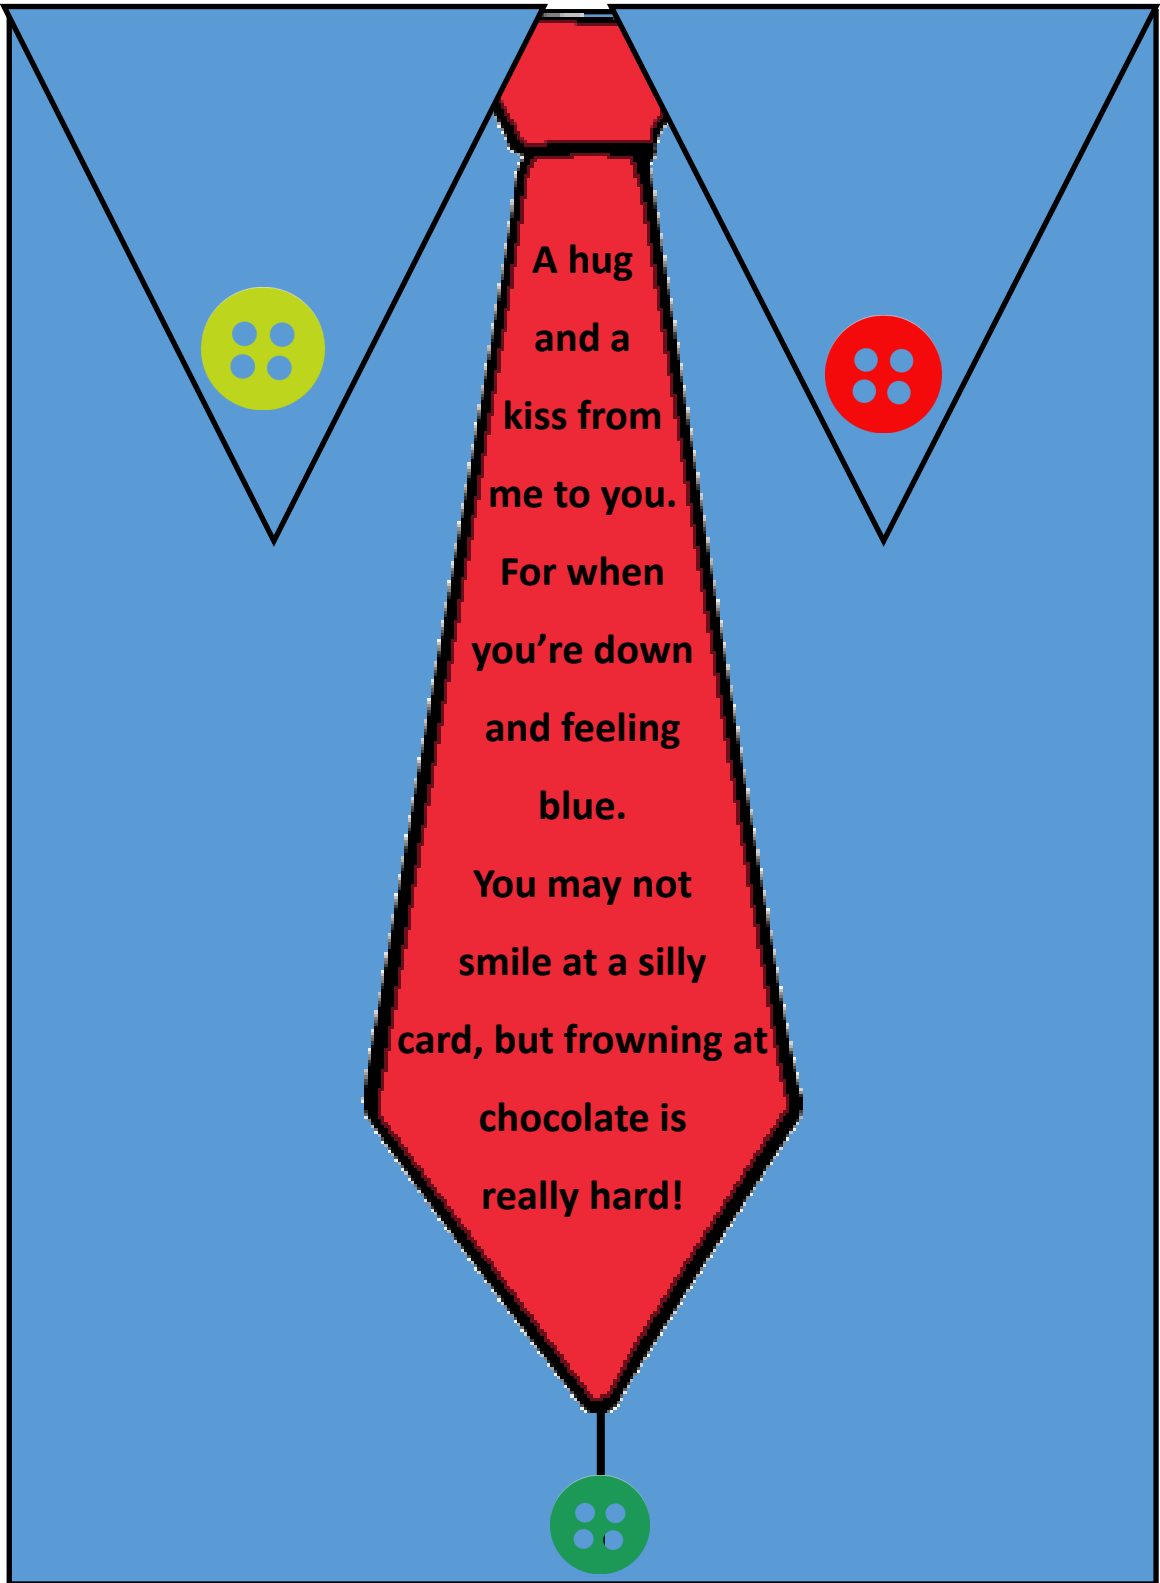 A hug
and a
kiss from
me to you.
For when
you’re down
and feeling
blue.
You may not
smile at a silly
card, but frowning at
chocolate is
really hard!